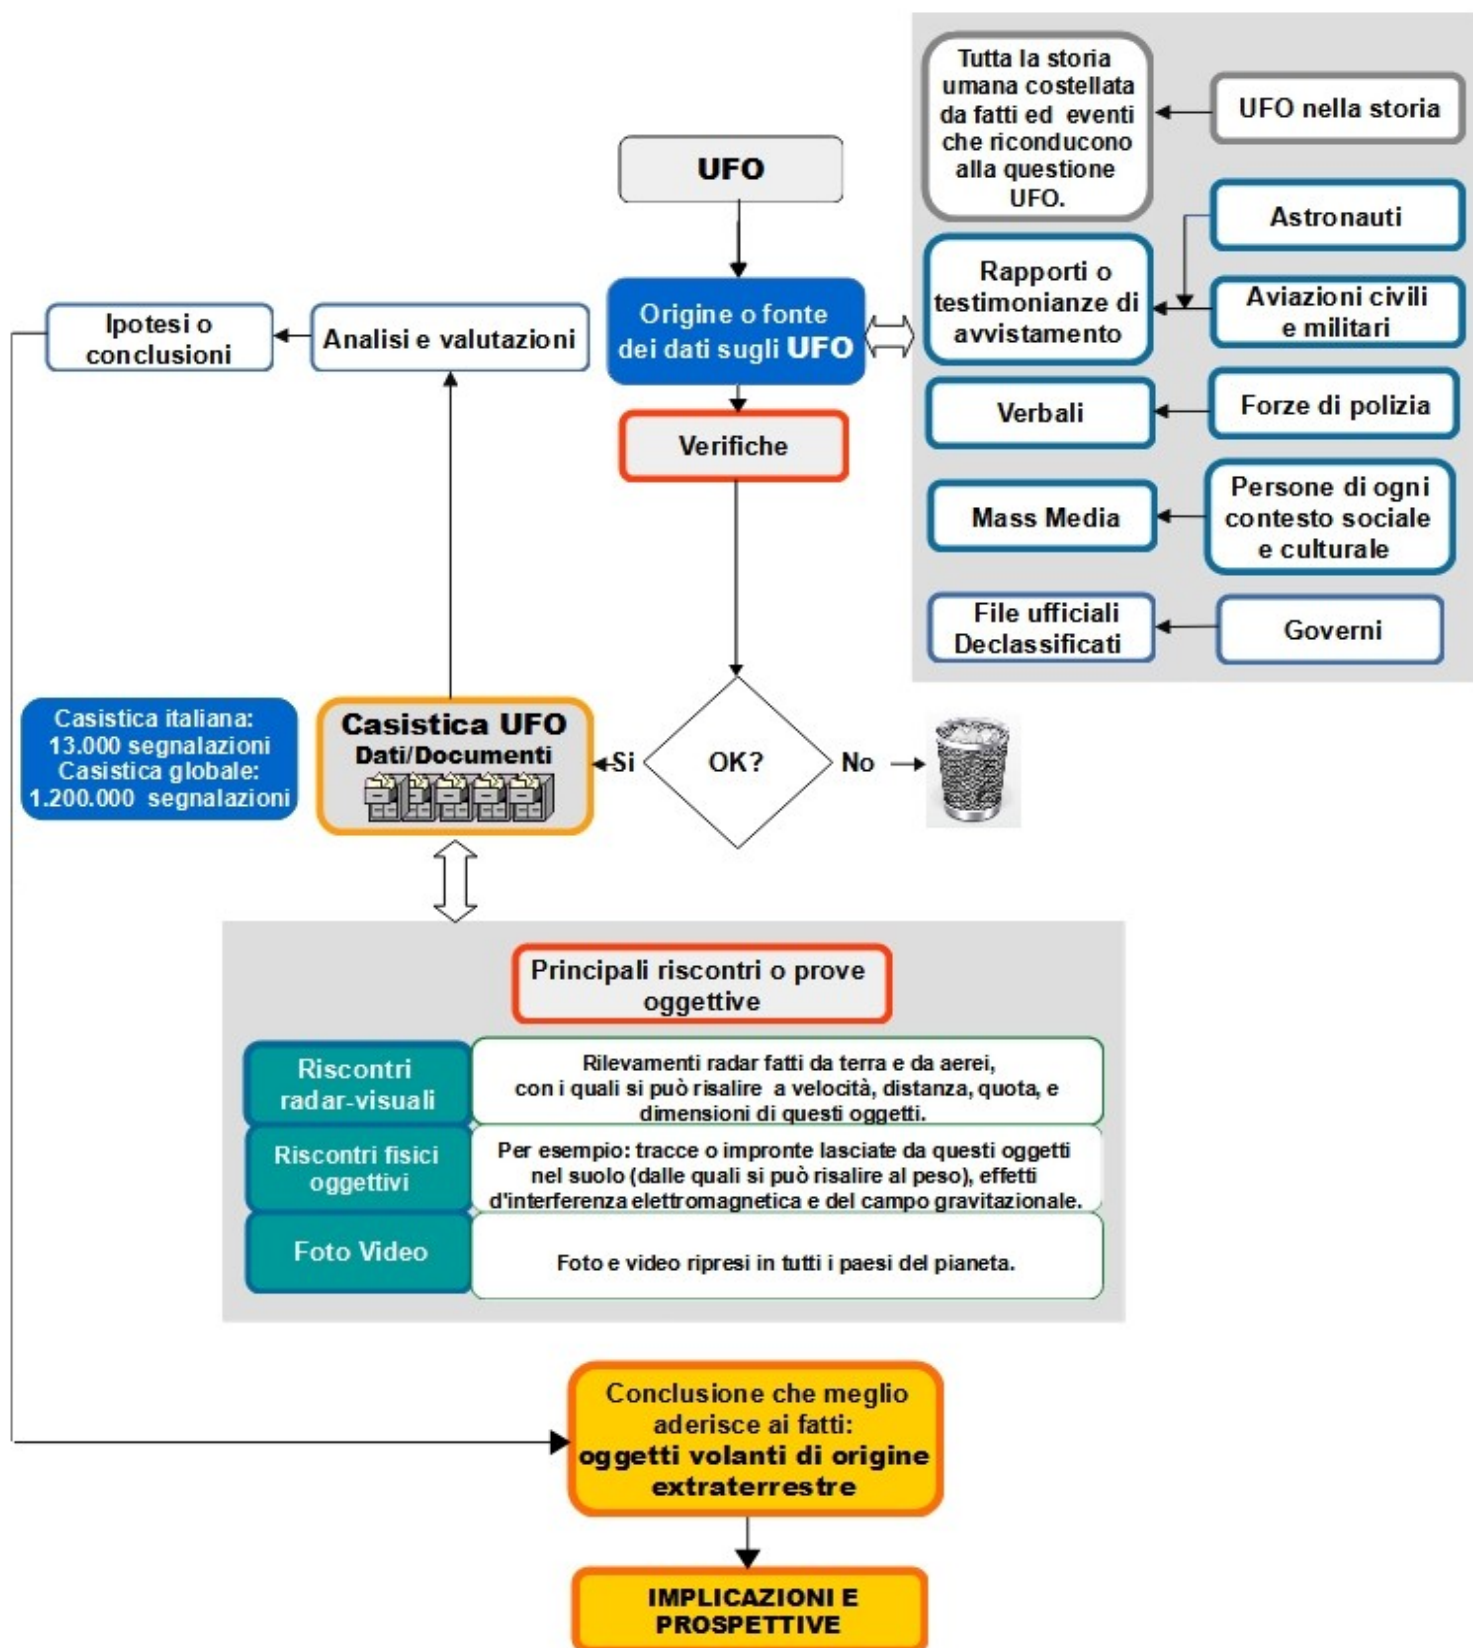 UFO
Origine o fonte
dei dati sugli UFO
Verifiche
Tutta la storia
umana costellata
da fatti ed eventi
che riconducono
alla questione
UFO.
UFO nella storia
Rapporti o
testimonianze di
avvistamento
Astronauti
Aviazioni civili
e militari
Verbali
Forze di polizia
Mass Media
Persone di ogni
contesto sociale
e culturale
File ufficiali
Declassificati
Governi
Ipotesi o
conclusioni
Analisi e valutazioni
Casistica italiana:
13.000 segnalazioni
Casistica globale:
1.200.000 segnalazioni
Casistica UFO
Dati/Documenti
Si
OK?
No
Principali riscontri o prove
oggettive
Riscontri
radar-visuali
Rilevamenti radar fatti da terra e da aerei,
con i quali si può risalire a velocità, distanza, quota, e
dimensioni di questi oggetti.
Riscontri fisici
oggettivi
Per esempio: tracce o impronte lasciate da questi oggetti
nel suolo (dalle quali si può risalire al peso), effetti
d'interferenza elettromagnetica e del campo gravitazionale.
Foto Video
Foto e video ripresi in tutti i paesi del pianeta.
Conclusione che meglio
aderisce ai fatti:
oggetti volanti di origine
extraterrestre
IMPLICAZIONI E
PROSPETTIVE